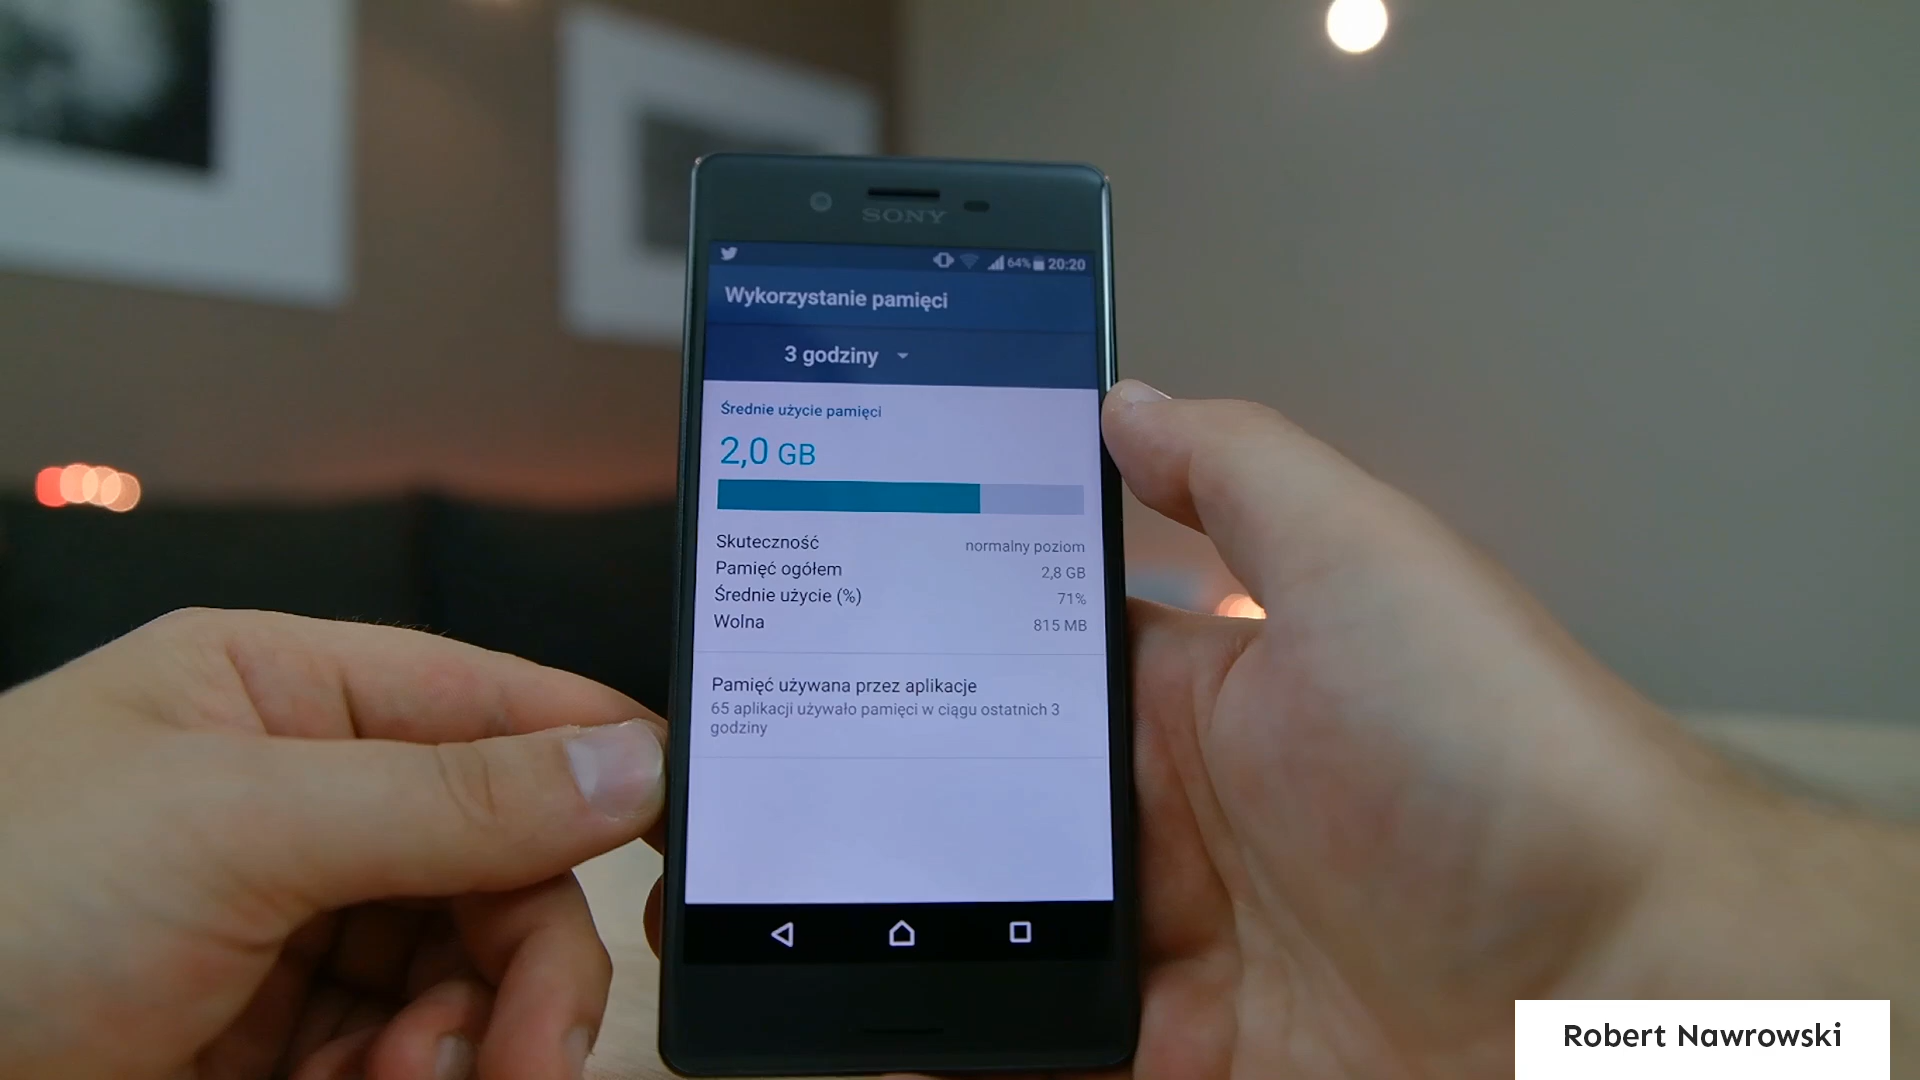 SONY
64% 20:20
Wykorzystanie pamięci
3 godziny
Średnie użycie pamięci
2,0 GB
Skuteczność normalny poziom
Pamięć ogółem 2,8 GB
Średnie użycie (%) 71%
Wolna 815 MB
Pamięć używana przez aplikacje
65 aplikacji używało pamięci w ciągu ostatnich 3
godziny
Robert Nawrowski